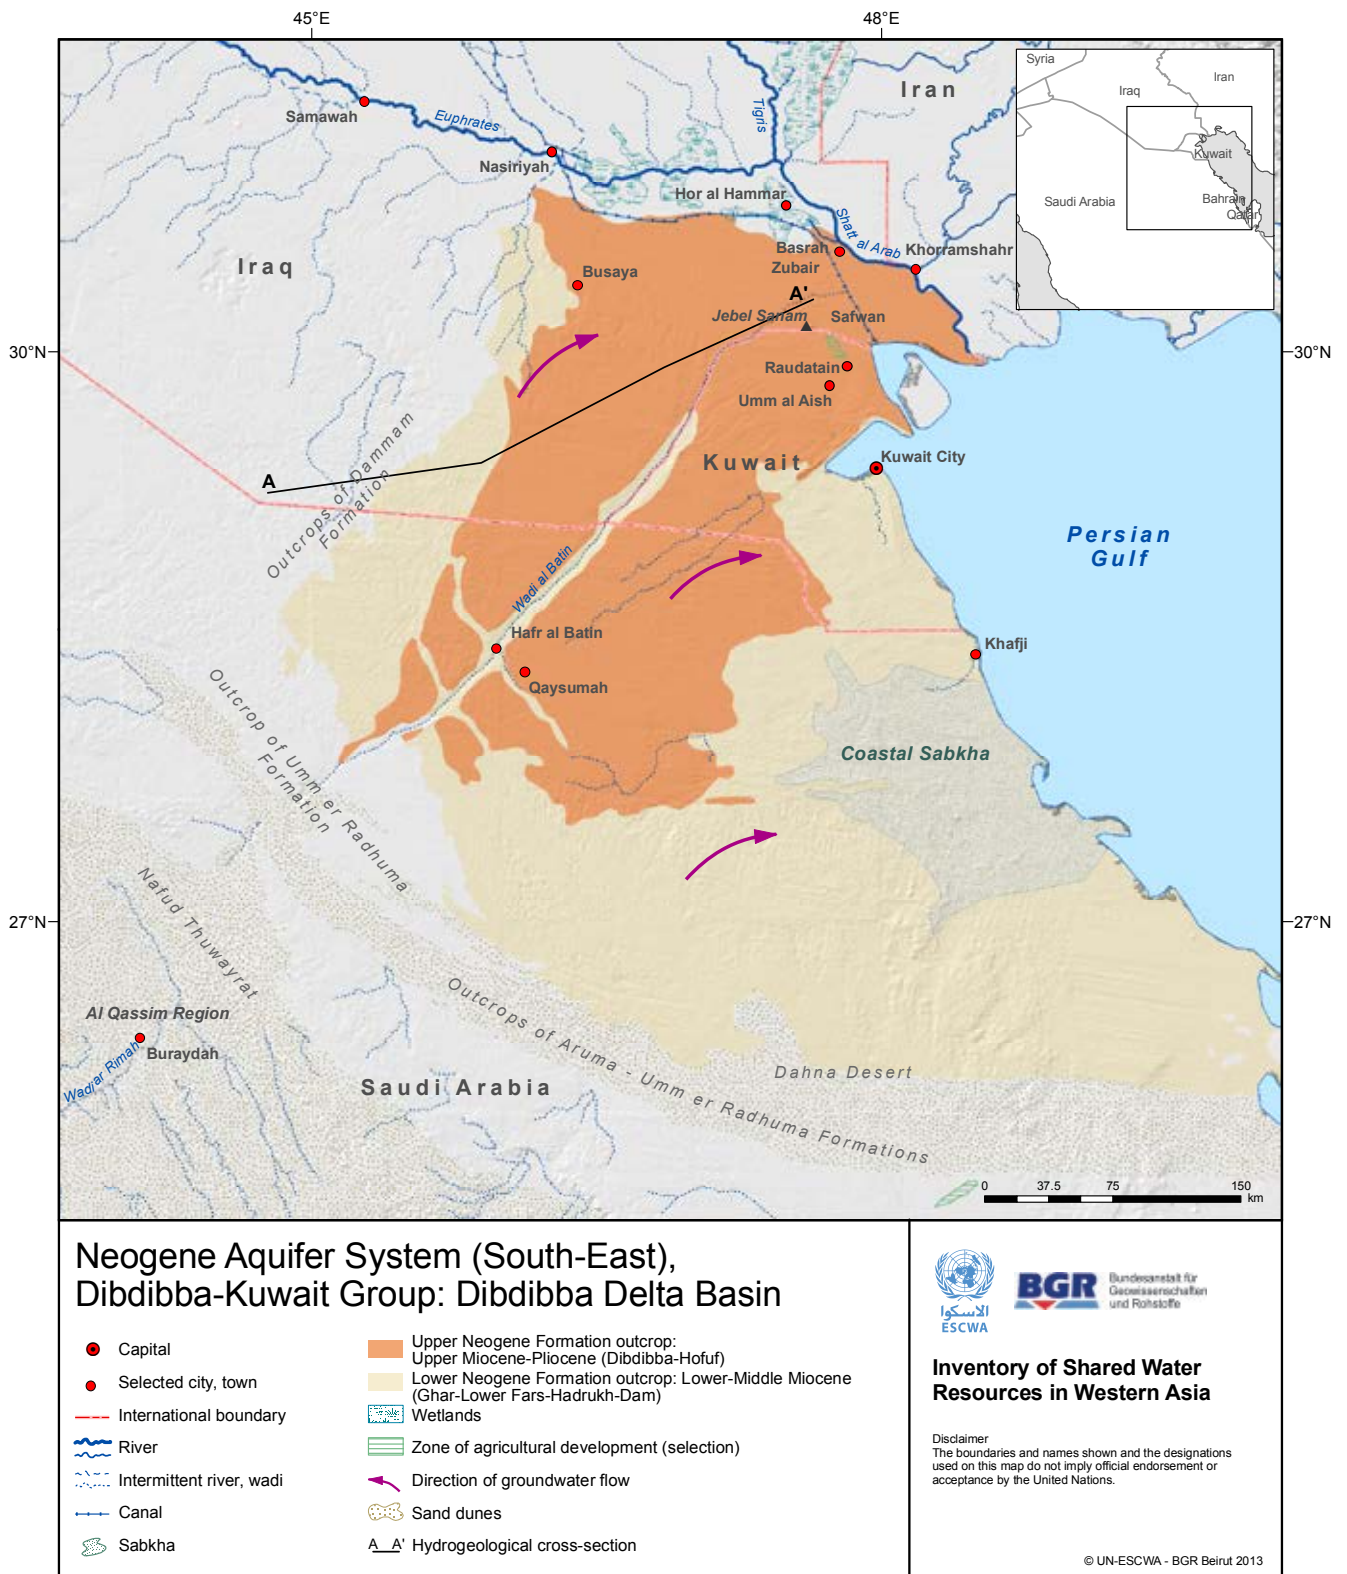 45°E
48°E
Syria
Iran
Iraq
Kuwait
Saudi Arabia
Bahrain
Qatar
Iran
Samawah
Euphrates
Tigris
Nasiriyah
Hor al Hammar
Shatt al Arab
Basrah
Khorramshahr
Zubair
Iraq
Busaya
A'
Jebel Sanam
Safwan
30°N
30°N
Raudatain
Umm al Aish
Kuwait
Kuwait City
A
Outcrops of Dammam
Formation
Persian
Gulf
Wadi al Batin
Hafr al Batin
Khafji
Qaysumah
Outcrop of Umm er Radhuma
Formation
Coastal Sabkha
Nafud Thuwayrat
27°N
27°N
Outcrops of Aruma - Umm er Radhuma Formations
Al Qassim Region
Buraydah
Wadi ar Rimah
Dahna Desert
Saudi Arabia
0 37.5 75 150
km
Neogene Aquifer System (South-East),
Dibdibba-Kuwait Group: Dibdibba Delta Basin
Capital
Selected city, town
International boundary
River
Intermittent river, wadi
Canal
Sabkha
Upper Neogene Formation outcrop:
Upper Miocene-Pliocene (Dibdibba-Hofuf)
Lower Neogene Formation outcrop: Lower-Middle Miocene
(Ghar-Lower Fars-Hadrukh-Dam)
Wetlands
Zone of agricultural development (selection)
Direction of groundwater flow
Sand dunes
A A' Hydrogeological cross-section
الاسكوا
ESCWA
BGR
Bundesanstalt für
Geowissenschaften
und Rohstoffe
Inventory of Shared Water
Resources in Western Asia
Disclaimer
The boundaries and names shown and the designations
used on this map do not imply official endorsement or
acceptance by the United Nations.
© UN-ESCWA - BGR Beirut 2013